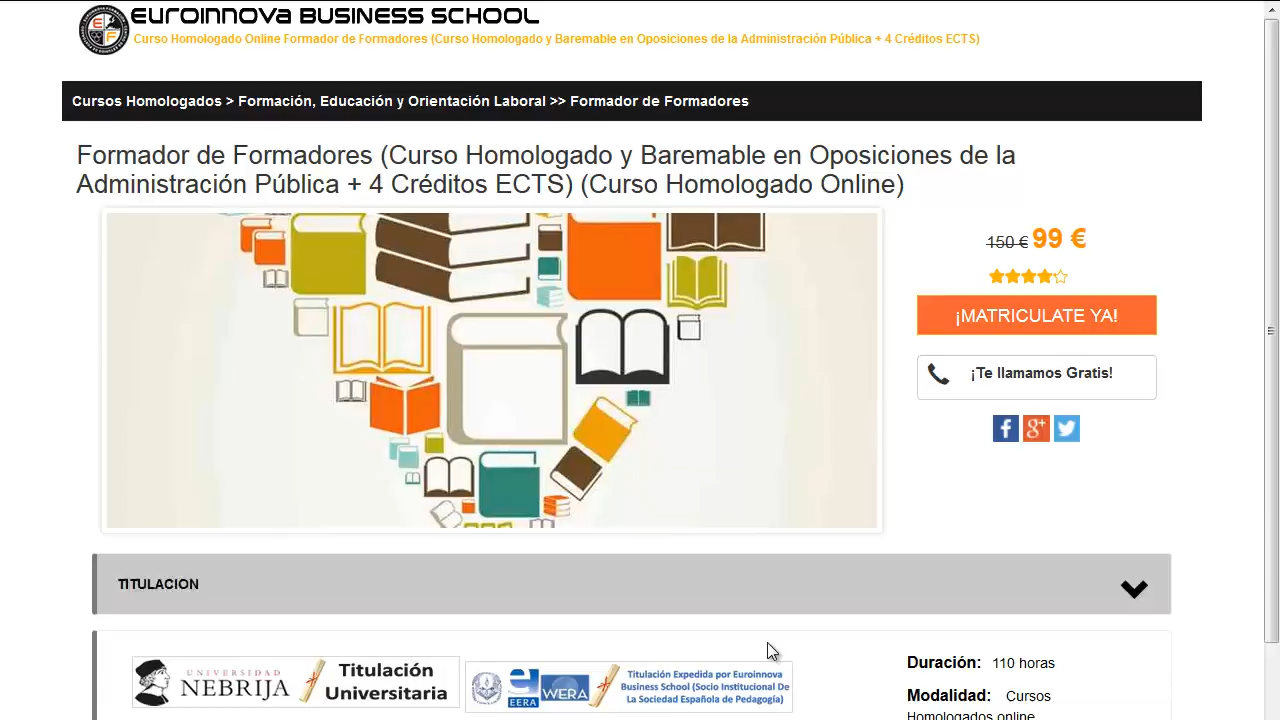 EUROINNOVA BUSINESS SCHOOL
Curso Homologado Online Formador de Formadores (Curso Homologado y Baremable en Oposiciones de la Administración Pública + 4 Créditos ECTS)
Cursos Homologados > Formación, Educación y Orientación Laboral >> Formador de Formadores
Formador de Formadores (Curso Homologado y Baremable en Oposiciones de la
Administración Pública + 4 Créditos ECTS) (Curso Homologado Online)
150 € 99 €
¡MATRICULATE YA!
¡Te llamamos Gratis!
TITULACION
UNIVERSIDAD
NEBRIJA
Titulación
Universitaria
EERA
WERA
Titulación Expedida por Euroinnova
Business School (Socio Institucional De
La Sociedad Española de Pedagogía)
Duración: 110 horas
Modalidad: Cursos
Homologados online